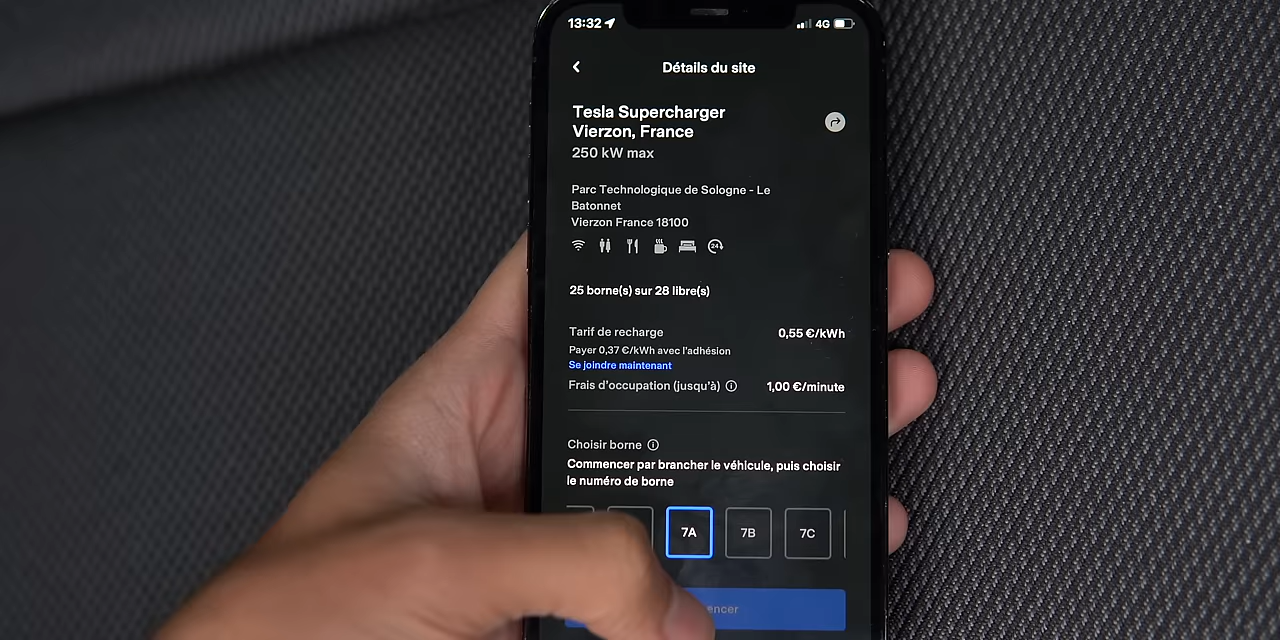 13:32 4G
Détails du site
Tesla Supercharger
Vierzon, France
250 kW max
Parc Technologique de Sologne - Le
Batonnet
Vierzon France 18100
24
25 borne(s) sur 28 libre(s)
Tarif de recharge 0,55 €/kWh
Payer 0,37 €/kWh avec l'adhésion
Se joindre maintenant
Frais d'occupation (jusqu'à) 1,00 €/minute
Choisir borne
Commencer par brancher le véhicule, puis choisir
le numéro de borne
7A 7B 7C